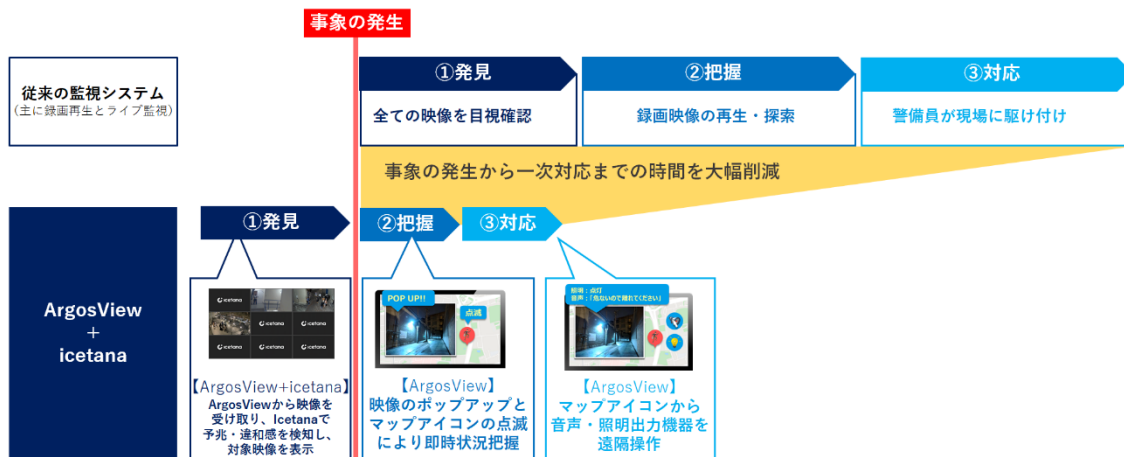 事象の発生
従来の監視システム
(主に録画再生とライブ監視)
①発見
②把握
③対応
全ての映像を目視確認
録画映像の再生・探索
警備員が現場に駆け付け
事象の発生から一次対応までの時間を大幅削減
ArgosView
+
icetana
①発見
②把握
③対応
icetana
icetana
icetana
icetana
icetana
icetana
【ArgosView+icetana】
ArgosViewから映像を
受け取り、Icetanaで
予兆・違和感を検知し、
対象映像を表示
POP UP!!
点滅
【ArgosView】
映像のポップアップと
マップアイコンの点滅
により即時状況把握
照明：点灯
音声：「危ないので離れてください」
【ArgosView】
マップアイコンから
音声・照明出力機器を
遠隔操作